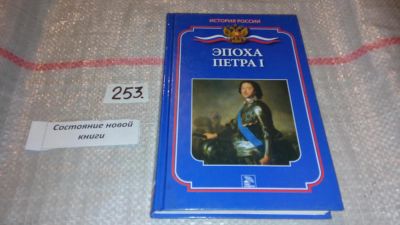 ИСТОРИЯ РОССИИ
ЭПОХА
ПЕТРА I
253
Состояние новой
книги